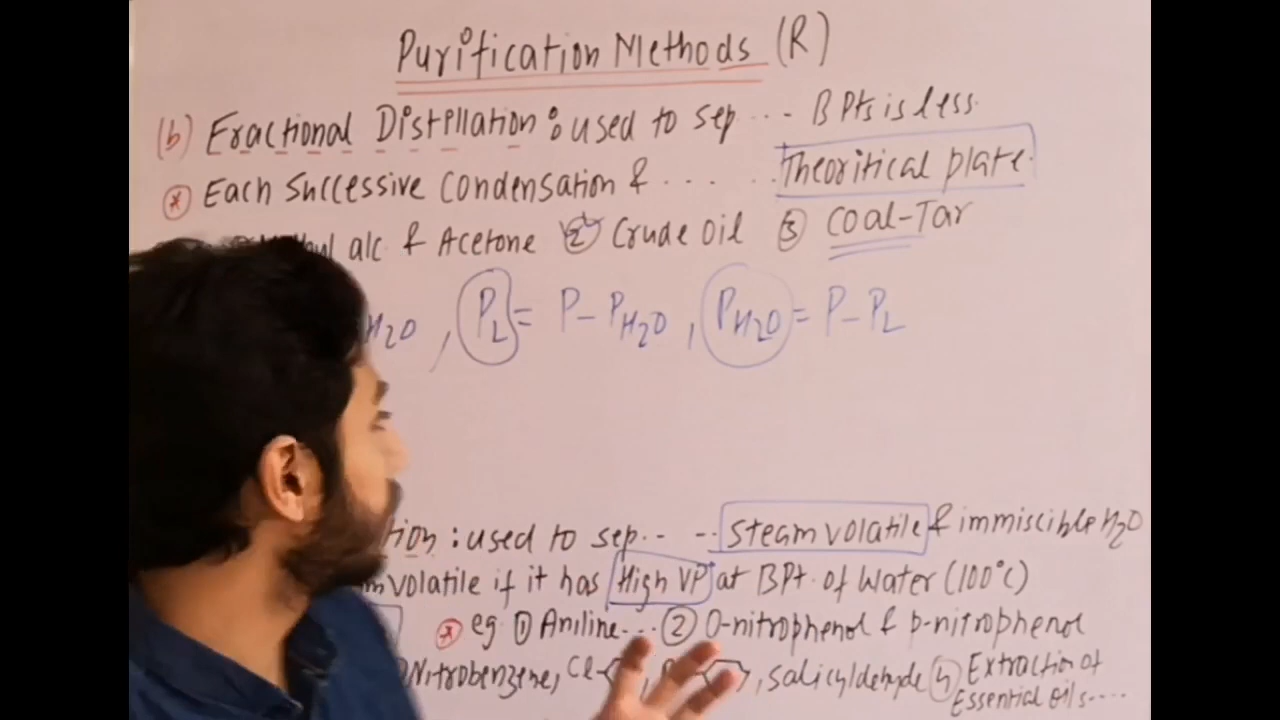 Purification Methods (R)
(b) Fractional Distillation : used to sep ... - BPts is less.
* Each successive condensation & .... .. Theoritical plate.
alc. & Acetone ② Crude Oil ③ Coal-Tar
H2O , PL = P - PH2O , PH2O = P - PL
tion : used to sep.. -.. steam volatile & immiscible H2O
volatile if it has High VP at BPt. of water (100°C)
* eg ① Aniline... ② O-nitrophenol & p-nitrophenol
Nitrobenzene, Cl- , , salicyldehyde ④ Extraction of
Essential oils....